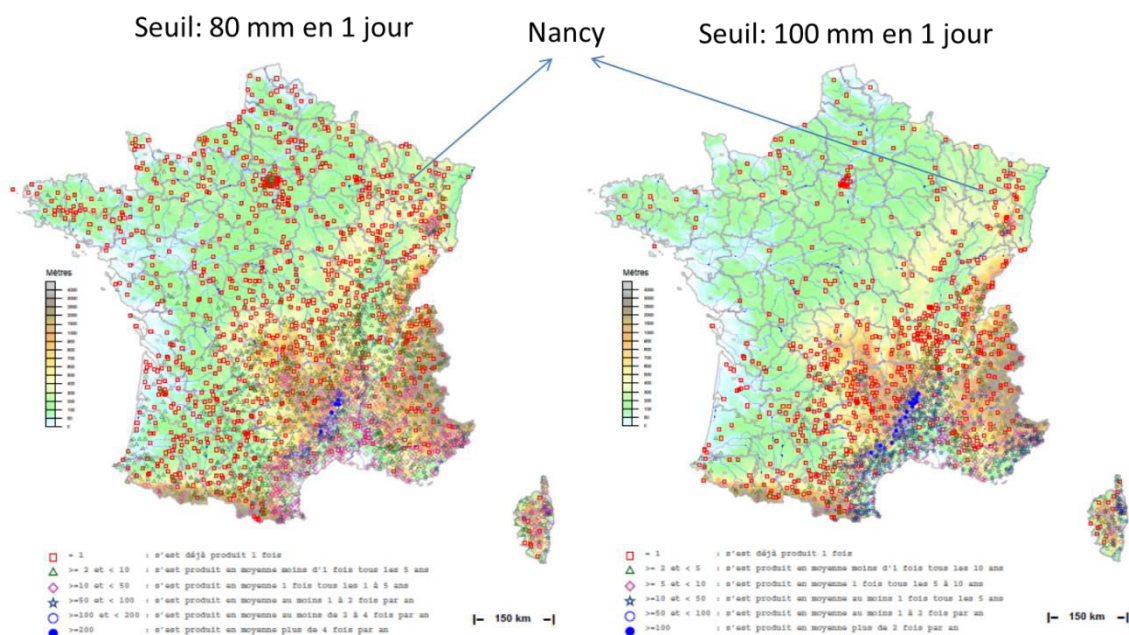 Seuil: 80 mm en 1 jour
Nancy
Seuil: 100 mm en 1 jour
Mètres
Mètres
= 1 : s'est déjà produit 1 fois
>= 2 et < 10 : s'est produit en moyenne moins d'1 fois tous les 5 ans
>=10 et < 50 : s'est produit en moyenne 1 fois tous les 1 à 5 ans
>=50 et < 100 : s'est produit en moyenne au moins 1 à 2 fois par an
>=100 et < 200 : s'est produit en moyenne au moins de 2 à 4 fois par an
>=200 : s'est produit en moyenne plus de 4 fois par an
150 km
= 1 : s'est déjà produit 1 fois
>= 2 et < 5 : s'est produit en moyenne moins d'1 fois tous les 10 ans
>= 5 et < 10 : s'est produit en moyenne 1 fois tous les 5 à 10 ans
>=10 et < 50 : s'est produit en moyenne au moins 1 fois tous les 5 ans
>=50 et < 100 : s'est produit en moyenne au moins 1 à 2 fois par an
>=100 : s'est produit en moyenne plus de 2 fois par an
150 km